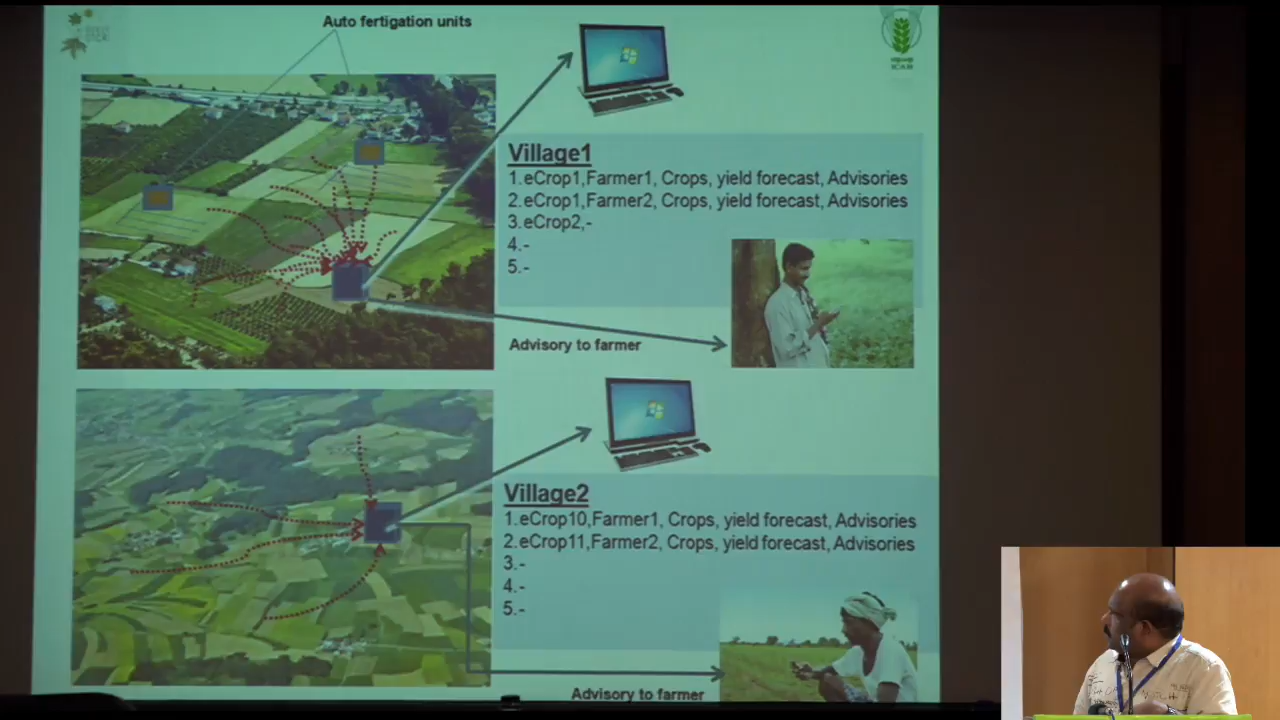 Auto fertigation units
ICAR
Village1
1.eCrop1,Farmer1, Crops, yield forecast, Advisories
2.eCrop1,Farmer2, Crops, yield forecast, Advisories
3.eCrop2,-
4.-
5.-
Advisory to farmer
Village2
1.eCrop10,Farmer1, Crops, yield forecast, Advisories
2.eCrop11,Farmer2, Crops, yield forecast, Advisories
3.-
4.-
5.-
Advisory to farmer